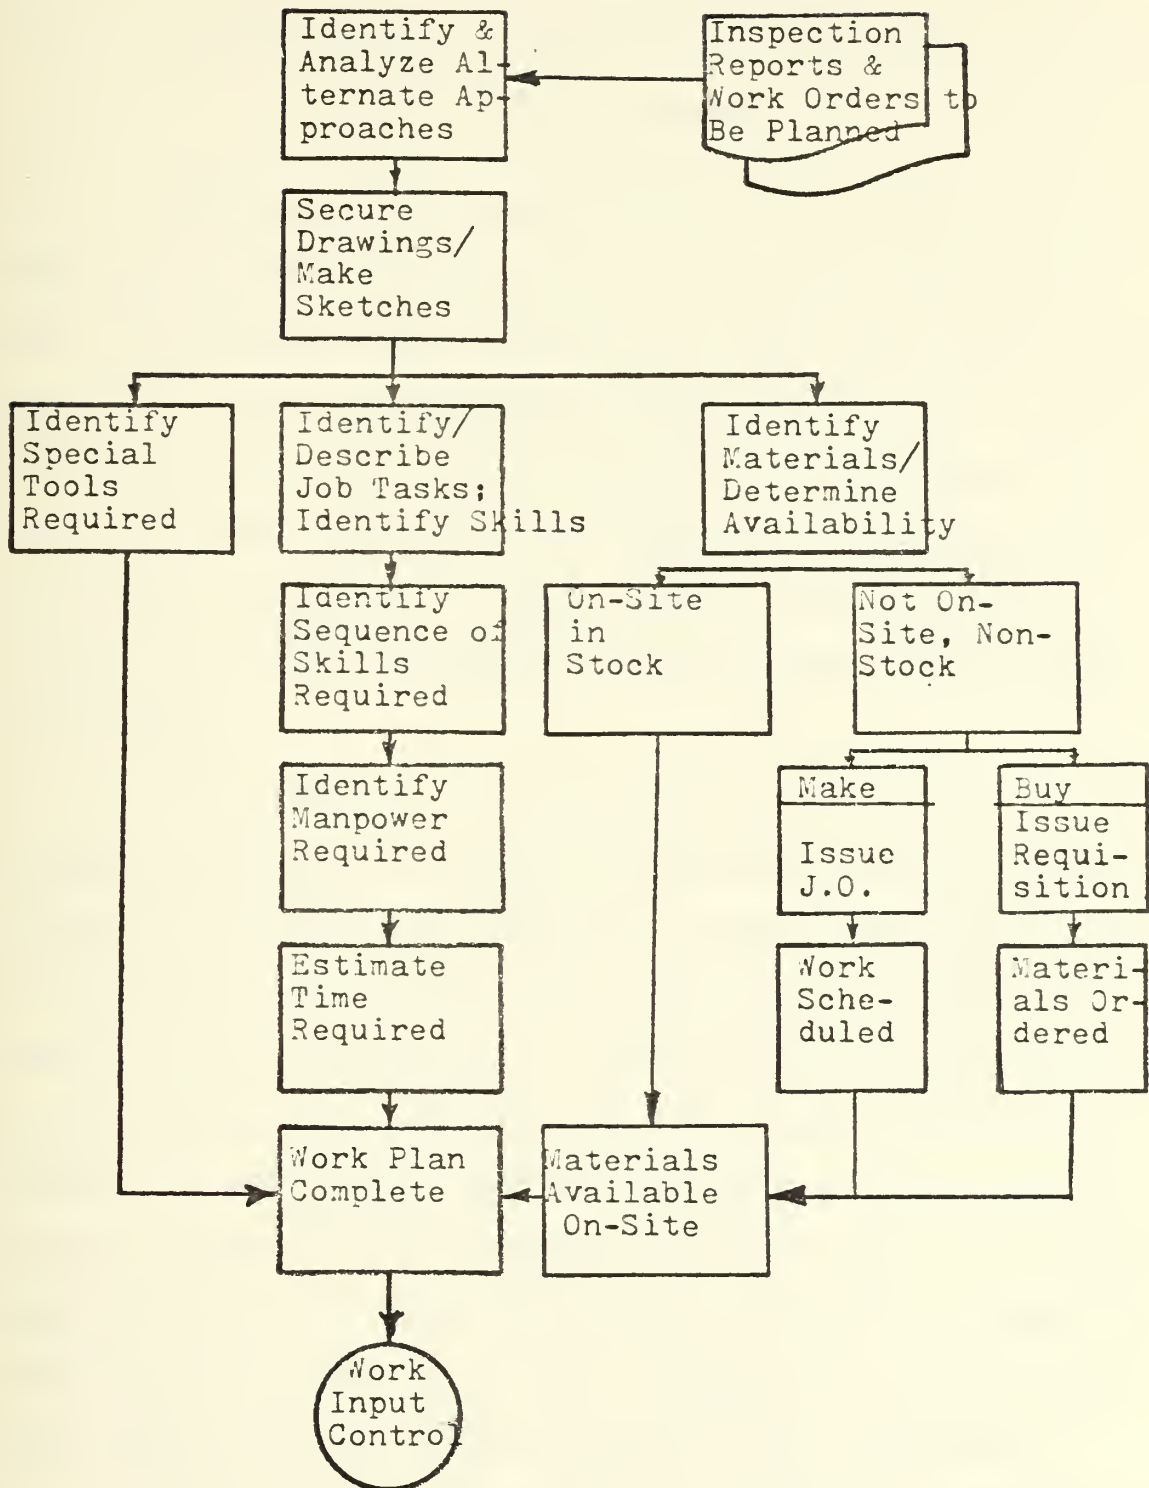 Identify &
Analyze Al-
ternate Ap-
proaches
Inspection
Reports &
Work Orders to
Be Planned
Secure
Drawings/
Make
Sketches
Identify
Special
Tools
Required
Identify/
Describe
Job Tasks;
Identify Skills
Identify
Materials/
Determine
Availability
Identify
Sequence of
Skills
Required
On-Site
in
Stock
Not On-
Site, Non-
Stock
Identify
Manpower
Required
Make
Issue
J.O.
Buy
Issue
Requi-
sition
Estimate
Time
Required
Work
Sche-
duled
Materi-
als Or-
dered
Work Plan
Complete
Materials
Available
On-Site
Work
Input
Control